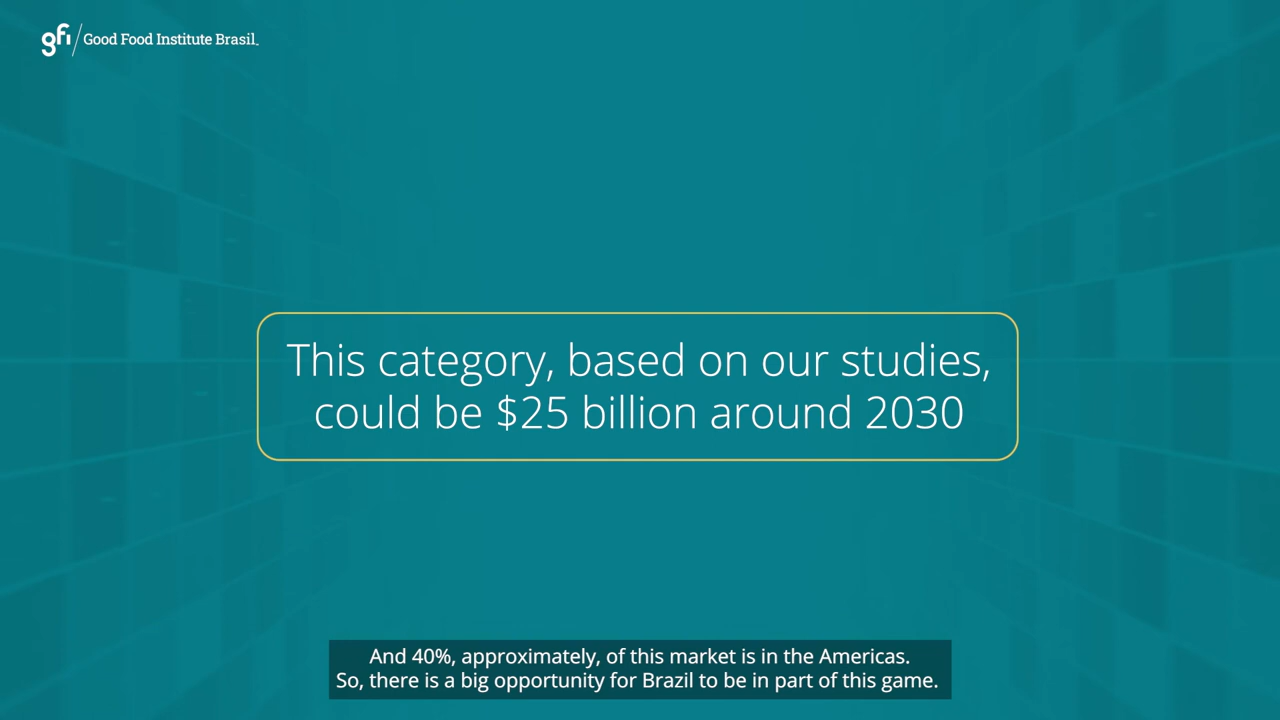 gfi/Good Food Institute Brasil.
This category, based on our studies,
could be $25 billion around 2030
And 40%, approximately, of this market is in the Americas.
So, there is a big opportunity for Brazil to be in part of this game.